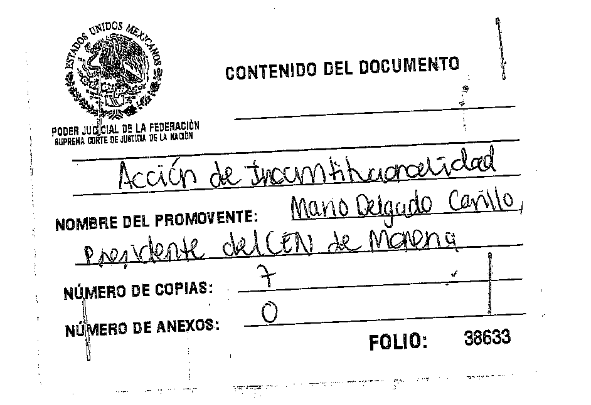 ESTADOS UNIDOS MEXICANOS
CONTENIDO DEL DOCUMENTO
PODER JUDICIAL DE LA FEDERACIÓN
SUPREMA CORTE DE JUSTICIA DE LA NACIÓN
Acción de Inconstitucionalidad
NOMBRE DEL PROMOVENTE: Mario Delgado Carillo,
Presidente del CEN de Morena
NÚMERO DE COPIAS: 7
NÚMERO DE ANEXOS: 0
FOLIO: 38633